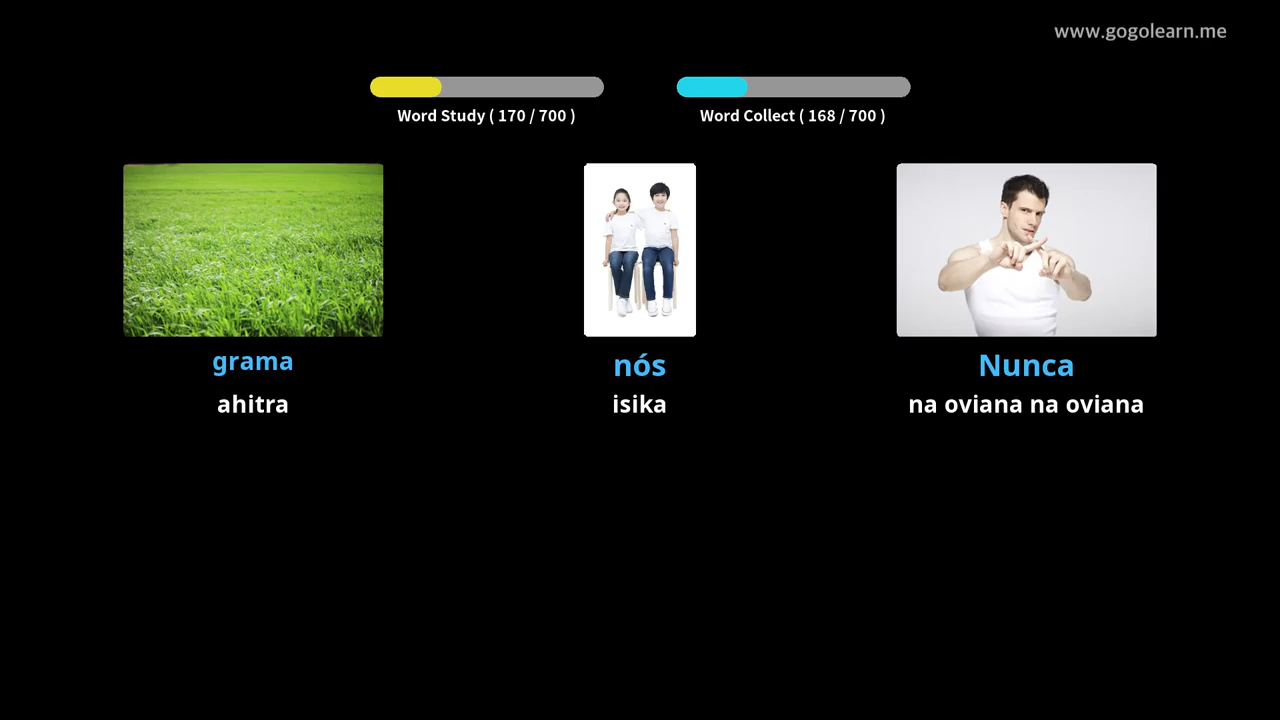 www.gogolearn.me
Word Study ( 170 / 700 )
Word Collect ( 168 / 700 )
grama
nós
Nunca
ahitra
isika
na oviana na oviana